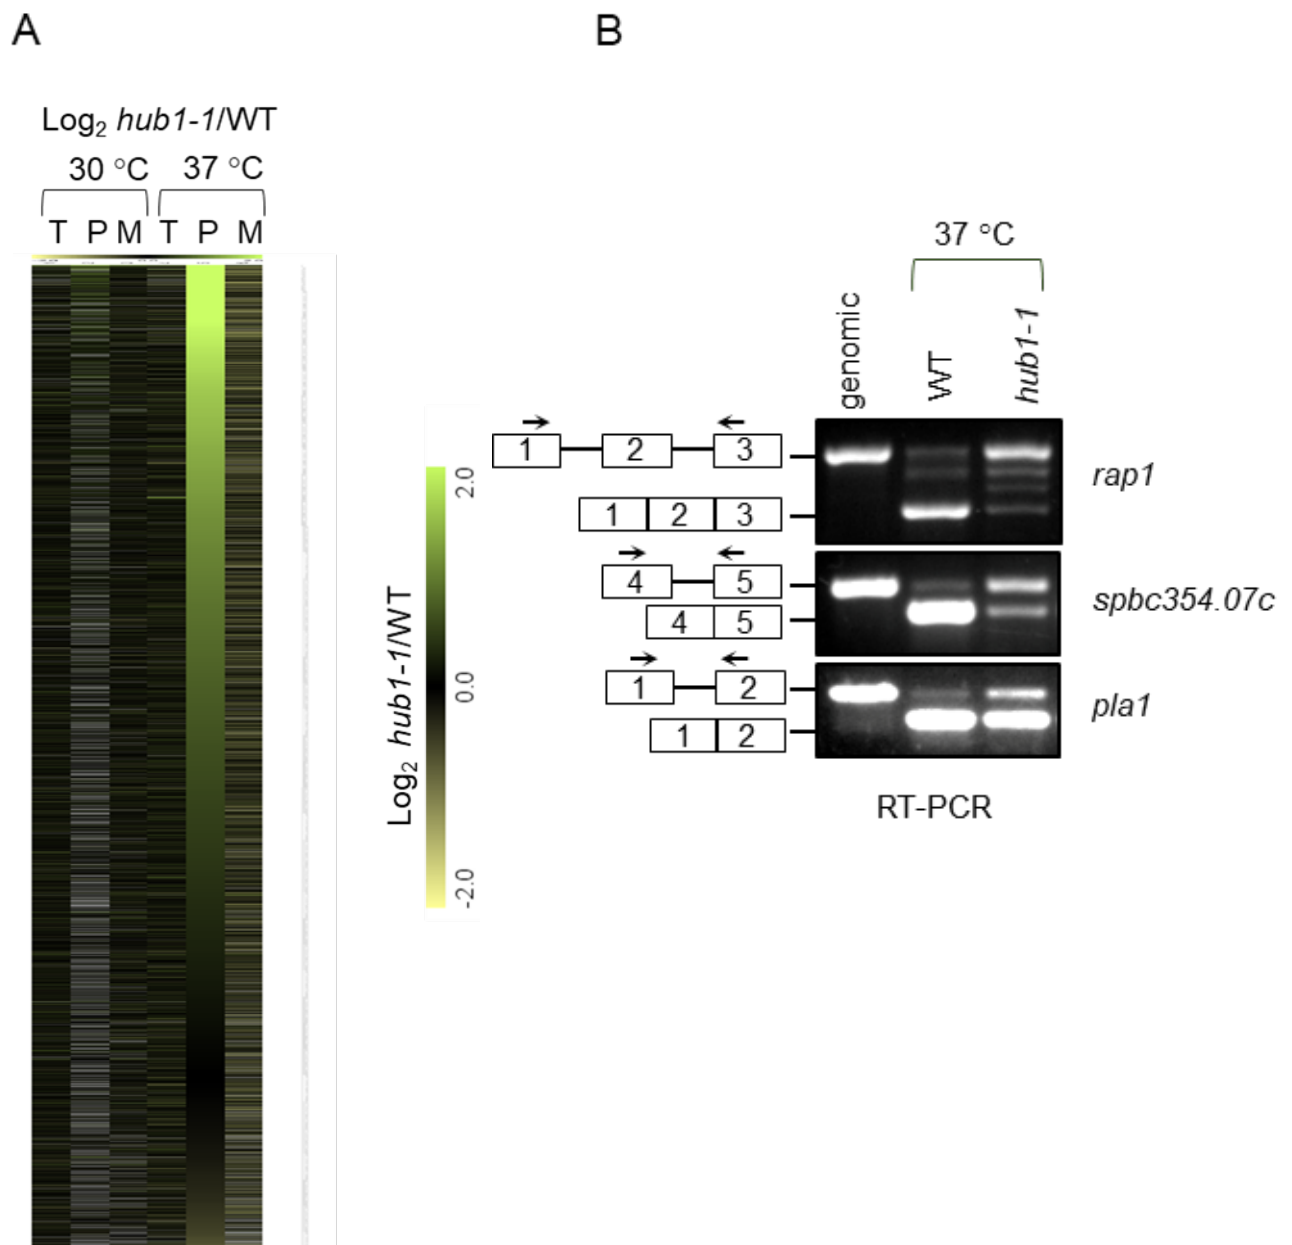 A
B
Log2 hub1-1/WT
30 °C 37 °C
T P M T P M
Log2 hub1-1/WT
2.0
0.0
-2.0
37 °C
genomic
WT
hub1-1
1 2 3
1 2 3
rap1
4 5
4 5
spbc354.07c
1 2
1 2
pla1
RT-PCR